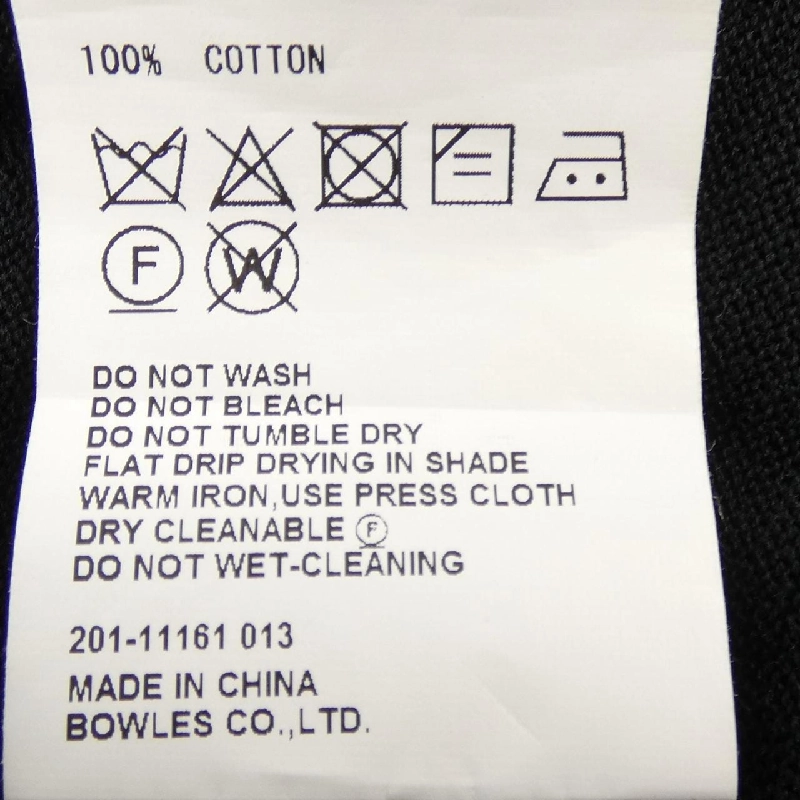 100% COTTON
F W
DO NOT WASH
DO NOT BLEACH
DO NOT TUMBLE DRY
FLAT DRIP DRYING IN SHADE
WARM IRON,USE PRESS CLOTH
DRY CLEANABLE Ⓕ
DO NOT WET-CLEANING
201-11161 013
MADE IN CHINA
BOWLES CO.,LTD.